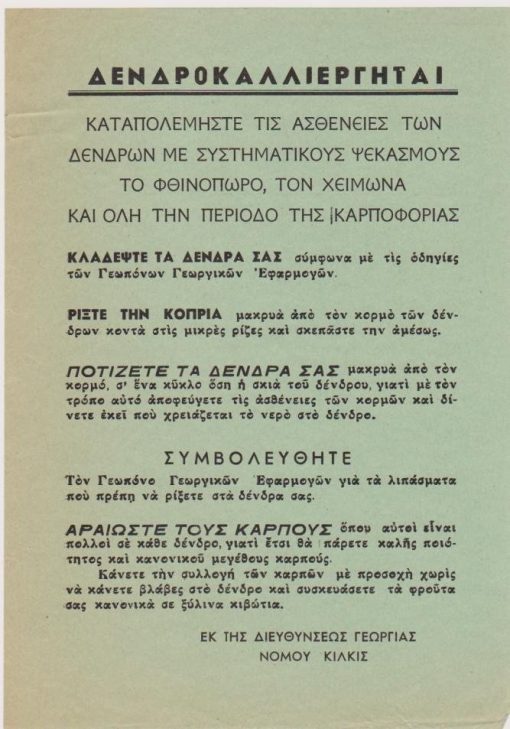 ΔΕΝΔΡΟΚΑΛΛΙΕΡΓΗΤΑΙ
ΚΑΤΑΠΟΛΕΜΗΣΤΕ ΤΙΣ ΑΣΘΕΝΕΙΕΣ ΤΩΝ
ΔΕΝΔΡΩΝ ΜΕ ΣΥΣΤΗΜΑΤΙΚΟΥΣ ΨΕΚΑΣΜΟΥΣ
ΤΟ ΦΘΙΝΟΠΩΡΟ, ΤΟΝ ΧΕΙΜΩΝΑ
ΚΑΙ ΟΛΗ ΤΗΝ ΠΕΡΙΟΔΟ ΤΗΣ ΚΑΡΠΟΦΟΡΙΑΣ
ΚΛΑΔΕΨΤΕ ΤΑ ΔΕΝΔΡΑ ΣΑΣ σύμφωνα μὲ τὶς ὁδηγίες
τῶν Γεωπόνων Γεωργικῶν Ἐφαρμογῶν.
ΡΙΞΤΕ ΤΗΝ ΚΟΠΡΙΑ μακρυὰ ἀπὸ τὸν κορμὸ τῶν δέν-
δρων κοντὰ στὶς μικρὲς ρίζες καὶ σκεπάστε την ἀμέσως.
ΠΟΤΙΖΕΤΕ ΤΑ ΔΕΝΔΡΑ ΣΑΣ μακρυὰ ἀπὸ τὸν
κορμό, σ' ἕνα κῦκλο ὅση ἡ σκιὰ τοῦ δένδρου, γιατὶ μὲ τὸν
τρόπο αὐτό ἀποφεύγετε τὶς ἀσθένειες τῶν κορμῶν καὶ δί-
νετε ἐκεῖ ποὺ χρειάζεται τὸ νερὸ στὸ δένδρο.
ΣΥΜΒΟΛΕΥΘΗΤΕ
Τὸν Γεωπόνο Γεωργικῶν Ἐφαρμογῶν γιὰ τὰ λιπάσματα
ποὺ πρέπη νὰ ρίξετε στὰ δένδρα σας.
ΑΡΑΙΩΣΤΕ ΤΟΥΣ ΚΑΡΠΟΥΣ ὅπου αὐτοὶ εἶναι
πολλοὶ σὲ κάθε δένδρο, γιατὶ ἔτσι θὰ πάρετε καλῆς ποιό-
τητος καὶ κανονικοῦ μεγέθους καρπούς.
Κάνετε τὴν συλλογὴ τῶν καρπῶν μὲ προσοχὴ χωρὶς
νὰ κάνετε βλάβες στὸ δένδρο καὶ συσκευάσετε τὰ φροῦτα
σας κανονικὰ σε ξύλινα κιβώτια.
ΕΚ ΤΗΣ ΔΙΕΥΘΥΝΣΕΩΣ ΓΕΩΡΓΙΑΣ
ΝΟΜΟΥ ΚΙΛΚΙΣ